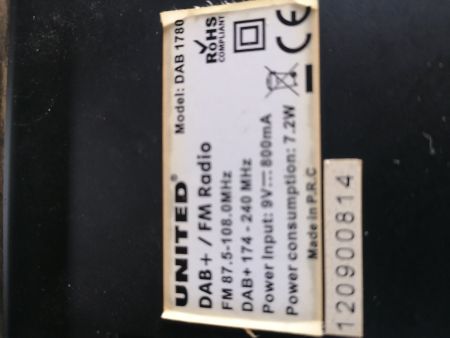 UNITED®
Model: DAB 1780
DAB+ / FM Radio
FM 87.5-108.0MHz
DAB+ 174 - 240 MHz
Power Input: 9V⎓800mA
Power consumption: 7.2W
Made in P.R.C
RoHS
COMPLIANT
CE
120900814